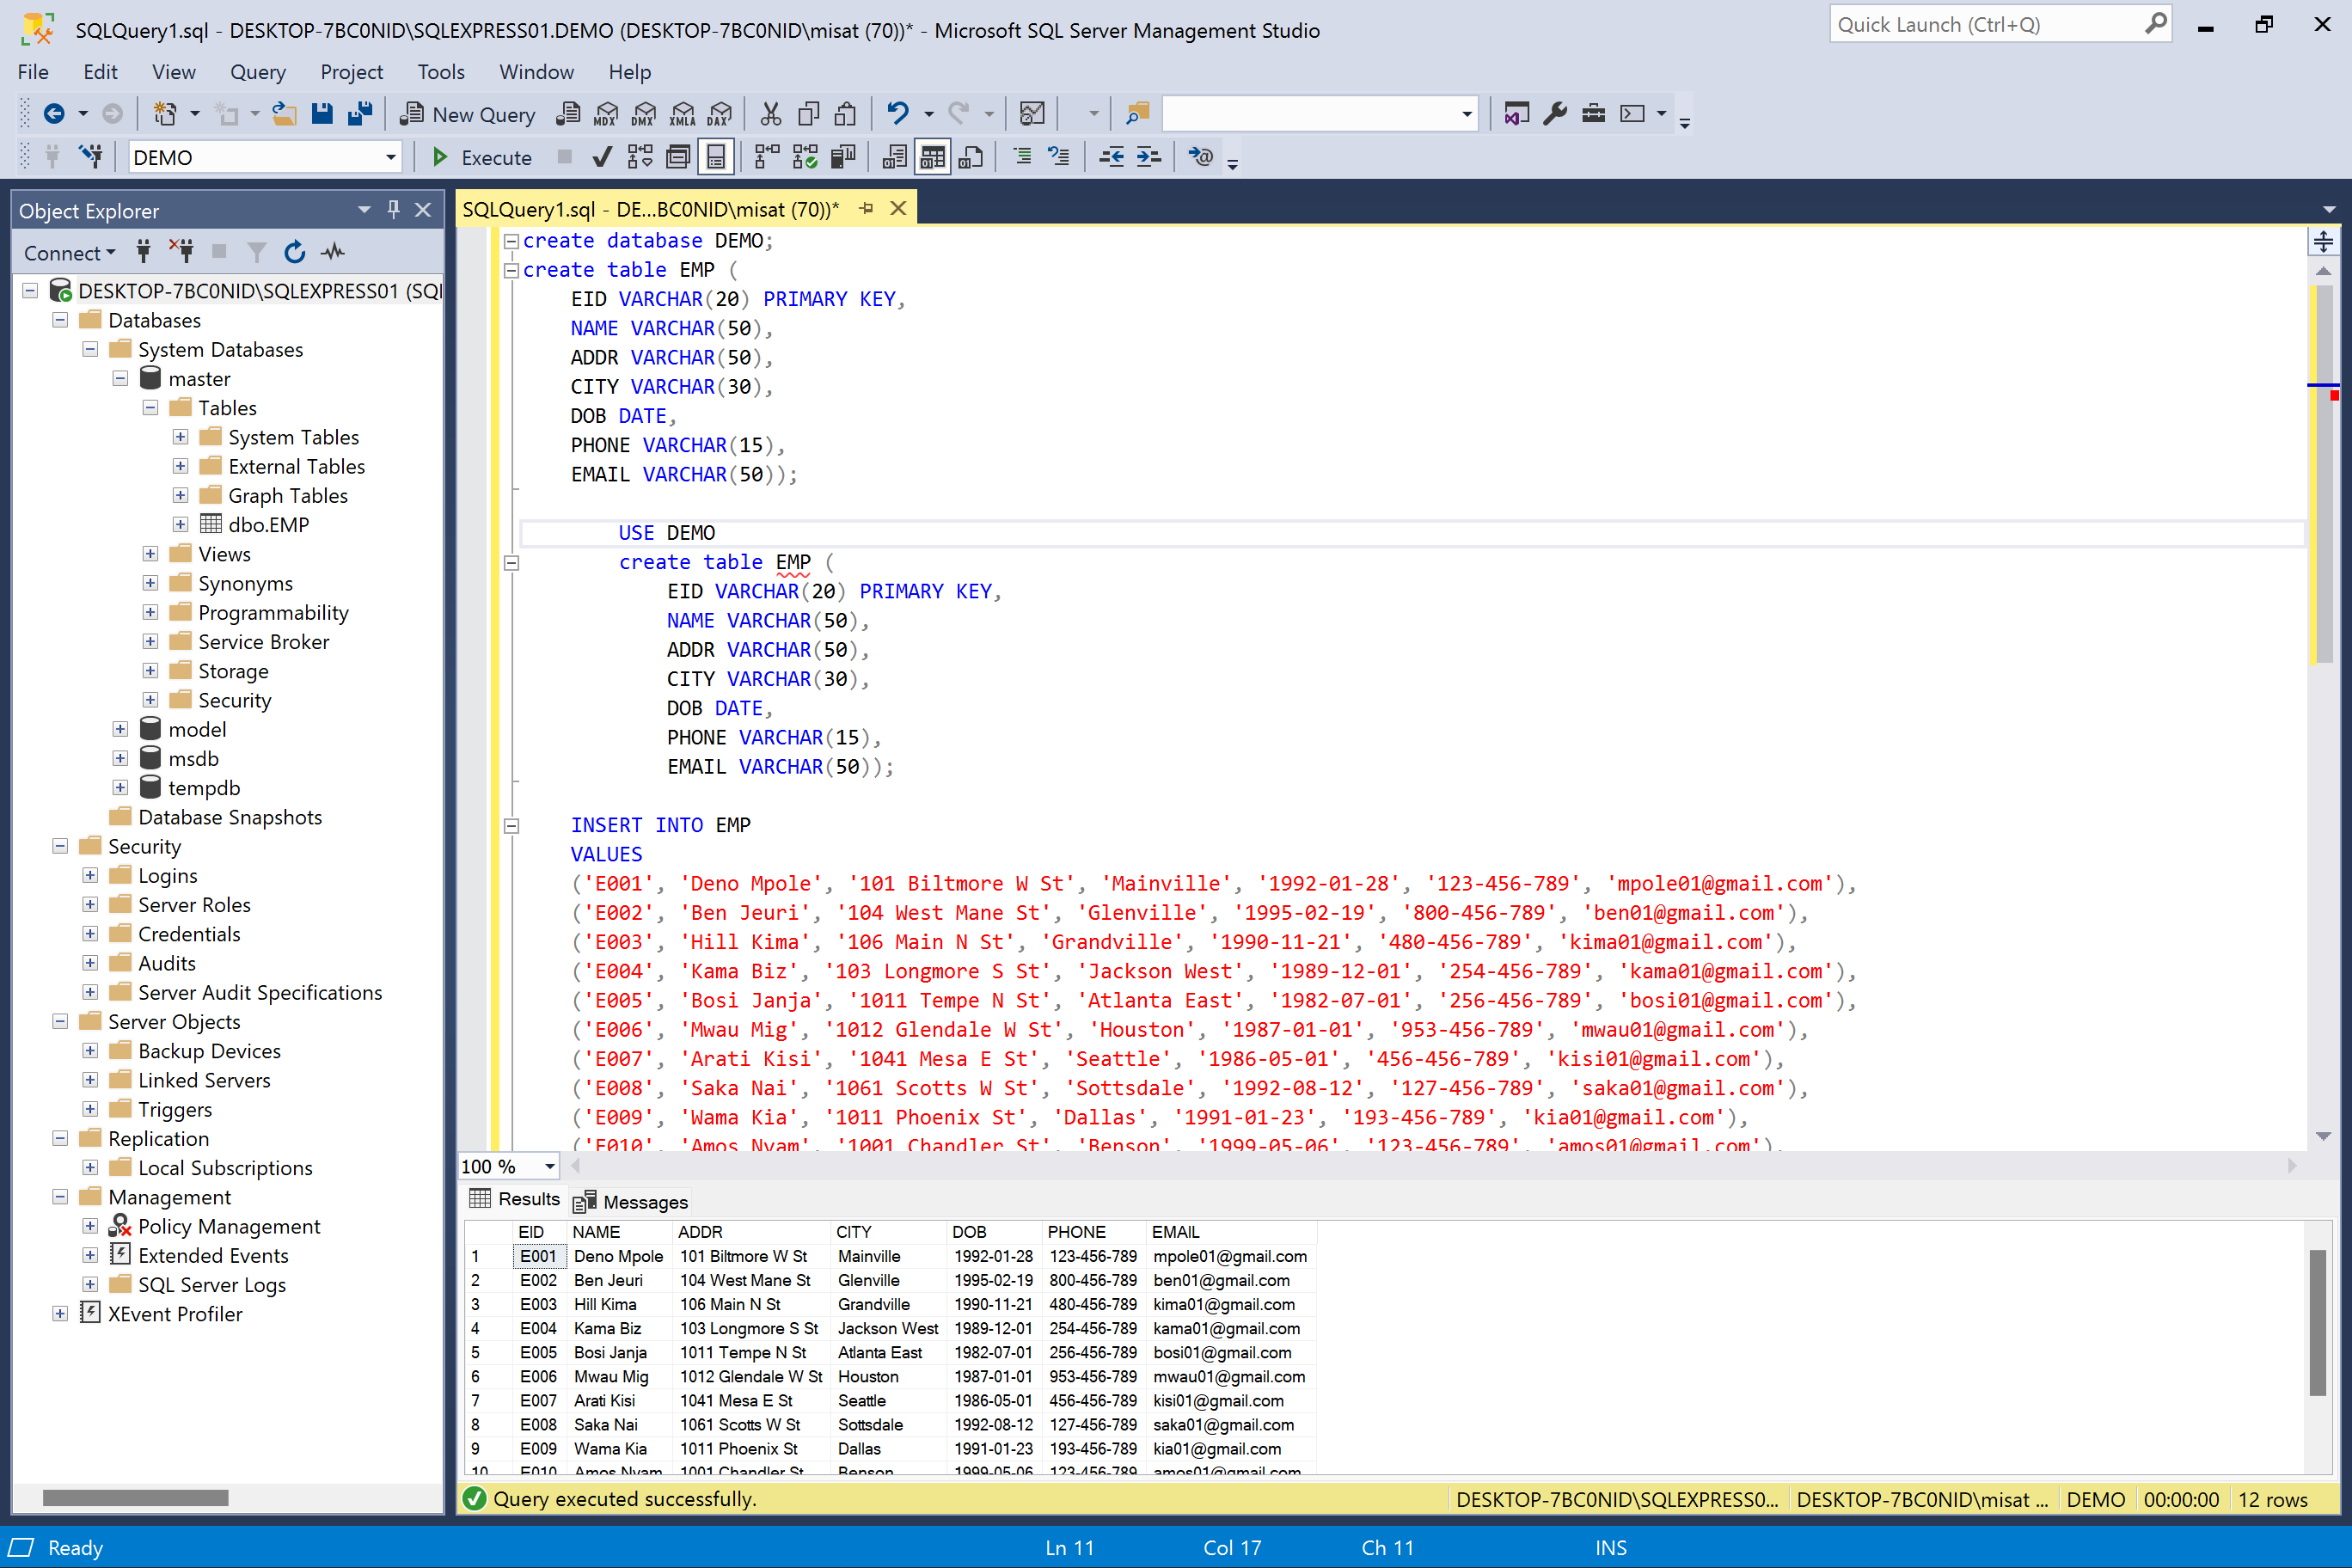 SQLQuery1.sql - DESKTOP-7BC0NID\SQLEXPRESS01.DEMO (DESKTOP-7BC0NID\misat (70))* - Microsoft SQL Server Management Studio
Quick Launch (Ctrl+Q)
File Edit View Query Project Tools Window Help
New Query MDX DMX XMLA DAX
DEMO Execute
Object Explorer
Connect
DESKTOP-7BC0NID\SQLEXPRESS01 (SQL
Databases
System Databases
master
Tables
System Tables
External Tables
Graph Tables
dbo.EMP
Views
Synonyms
Programmability
Service Broker
Storage
Security
model
msdb
tempdb
Database Snapshots
Security
Logins
Server Roles
Credentials
Audits
Server Audit Specifications
Server Objects
Backup Devices
Linked Servers
Triggers
Replication
Local Subscriptions
Management
Policy Management
Extended Events
SQL Server Logs
XEvent Profiler
SQLQuery1.sql - DE...BC0NID\misat (70))*
create database DEMO;
create table EMP (
EID VARCHAR(20) PRIMARY KEY,
NAME VARCHAR(50),
ADDR VARCHAR(50),
CITY VARCHAR(30),
DOB DATE,
PHONE VARCHAR(15),
EMAIL VARCHAR(50));
USE DEMO
create table EMP (
EID VARCHAR(20) PRIMARY KEY,
NAME VARCHAR(50),
ADDR VARCHAR(50),
CITY VARCHAR(30),
DOB DATE,
PHONE VARCHAR(15),
EMAIL VARCHAR(50));
INSERT INTO EMP
VALUES
('E001', 'Deno Mpole', '101 Biltmore W St', 'Mainville', '1992-01-28', '123-456-789', 'mpole01@gmail.com'),
('E002', 'Ben Jeuri', '104 West Mane St', 'Glenville', '1995-02-19', '800-456-789', 'ben01@gmail.com'),
('E003', 'Hill Kima', '106 Main N St', 'Grandville', '1990-11-21', '480-456-789', 'kima01@gmail.com'),
('E004', 'Kama Biz', '103 Longmore S St', 'Jackson West', '1989-12-01', '254-456-789', 'kama01@gmail.com'),
('E005', 'Bosi Janja', '1011 Tempe N St', 'Atlanta East', '1982-07-01', '256-456-789', 'bosi01@gmail.com'),
('E006', 'Mwau Mig', '1012 Glendale W St', 'Houston', '1987-01-01', '953-456-789', 'mwau01@gmail.com'),
('E007', 'Arati Kisi', '1041 Mesa E St', 'Seattle', '1986-05-01', '456-456-789', 'kisi01@gmail.com'),
('E008', 'Saka Nai', '1061 Scotts W St', 'Sottsdale', '1992-08-12', '127-456-789', 'saka01@gmail.com'),
('E009', 'Wama Kia', '1011 Phoenix St', 'Dallas', '1991-01-23', '193-456-789', 'kia01@gmail.com'),
('E010', 'Amos Nyam', '1001 Chandler St', 'Benson', '1999-05-06', '123-456-789', 'amos01@gmail.com'),
100 %
Results Messages
EID NAME ADDR CITY DOB PHONE EMAIL
1 E001 Deno Mpole 101 Biltmore W St Mainville 1992-01-28 123-456-789 mpole01@gmail.com
2 E002 Ben Jeuri 104 West Mane St Glenville 1995-02-19 800-456-789 ben01@gmail.com
3 E003 Hill Kima 106 Main N St Grandville 1990-11-21 480-456-789 kima01@gmail.com
4 E004 Kama Biz 103 Longmore S St Jackson West 1989-12-01 254-456-789 kama01@gmail.com
5 E005 Bosi Janja 1011 Tempe N St Atlanta East 1982-07-01 256-456-789 bosi01@gmail.com
6 E006 Mwau Mig 1012 Glendale W St Houston 1987-01-01 953-456-789 mwau01@gmail.com
7 E007 Arati Kisi 1041 Mesa E St Seattle 1986-05-01 456-456-789 kisi01@gmail.com
8 E008 Saka Nai 1061 Scotts W St Sottsdale 1992-08-12 127-456-789 saka01@gmail.com
9 E009 Wama Kia 1011 Phoenix St Dallas 1991-01-23 193-456-789 kia01@gmail.com
10 E010 Amos Nyam 1001 Chandler St Benson 1999-05-06 123-456-789 amos01@gmail.com
Query executed successfully. DESKTOP-7BC0NID\SQLEXPRESS0... DESKTOP-7BC0NID\misat ... DEMO 00:00:00 12 rows
Ready Ln 11 Col 17 Ch 11 INS